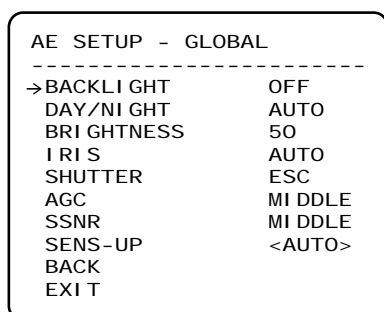 AE SETUP - GLOBAL
-------------------------
→BACKLIGHT OFF
DAY/NIGHT AUTO
BRIGHTNESS 50
IRIS AUTO
SHUTTER ESC
AGC MIDDLE
SSNR MIDDLE
SENS-UP <AUTO>
BACK
EXIT